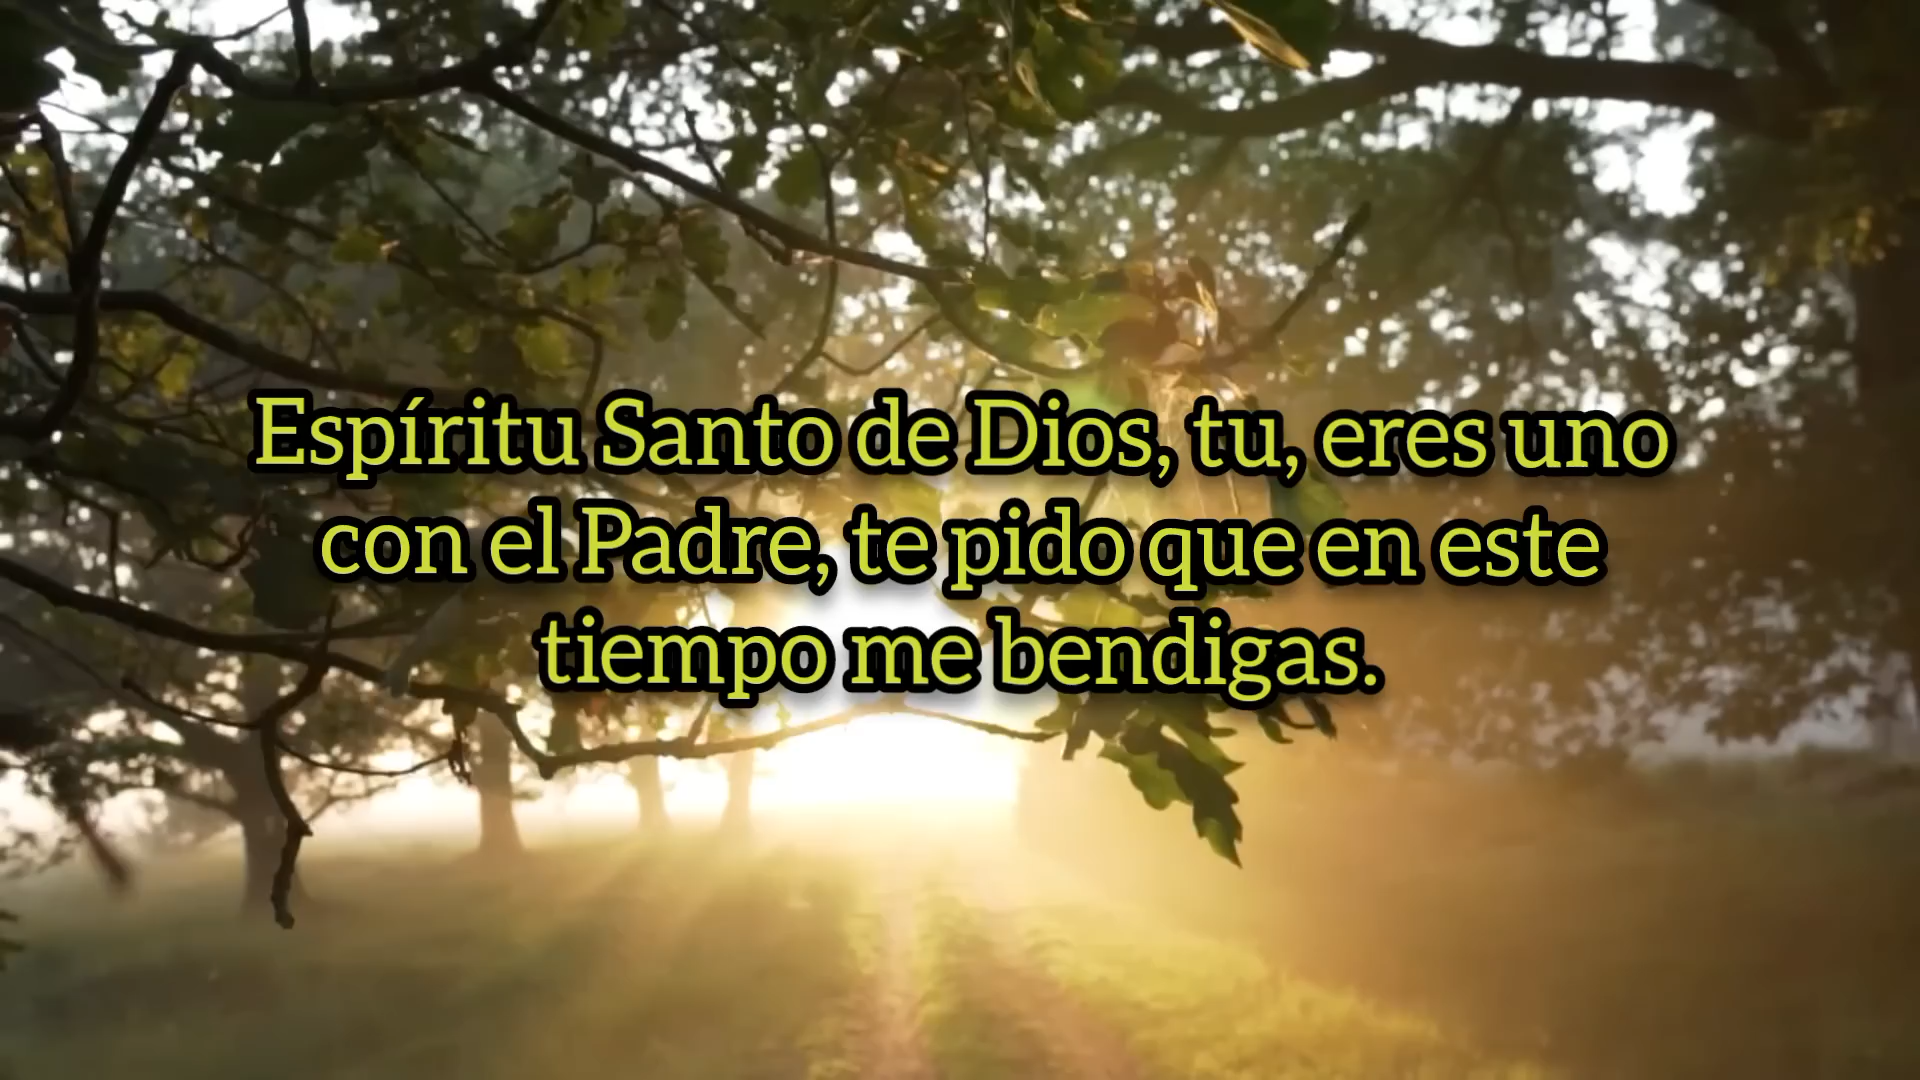 Espíritu Santo de Dios, tu, eres uno
con el Padre, te pido que en este
tiempo me bendigas.